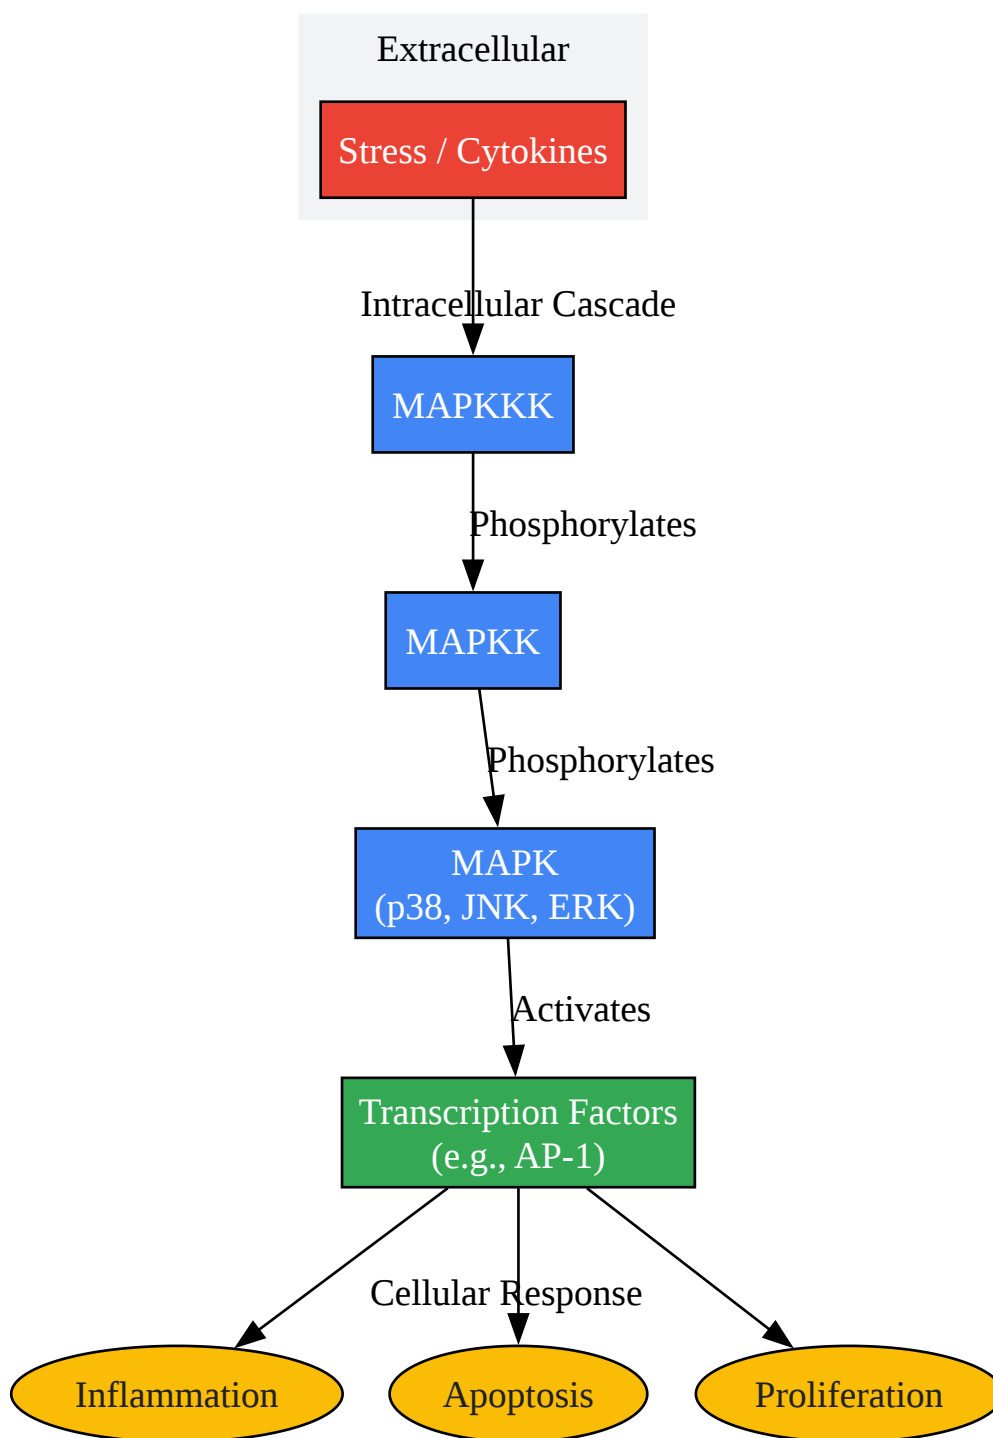 Extracellular
Stress / Cytokines
Intracellular Cascade
MAPKKK
Phosphorylates
MAPKK
Phosphorylates
MAPK
(p38, JNK, ERK)
Activates
Transcription Factors
(e.g., AP-1)
Cellular Response
Inflammation
Apoptosis
Proliferation